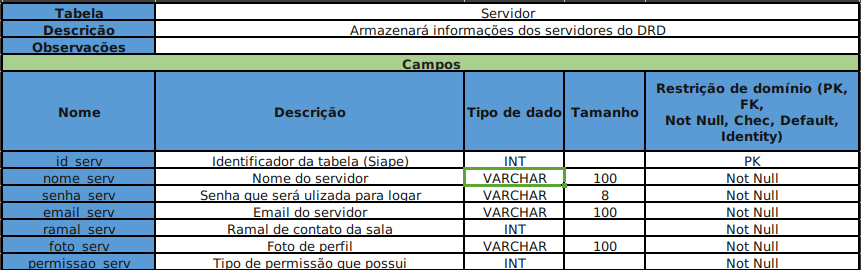 Tabela Servidor
Descrição Armazenará informações dos servidores do DRD
Observações
Campos
Nome Descrição Tipo de dado Tamanho Restrição de domínio (PK,
FK,
Not Null, Chec, Default,
Identity)
id_serv Identificador da tabela (Siape) INT PK
nome_serv Nome do servidor VARCHAR 100 Not Null
senha_serv Senha que será ulizada para logar VARCHAR 8 Not Null
email_serv Email do servidor VARCHAR 100 Not Null
ramal_serv Ramal de contato da sala INT Not Null
foto_serv Foto de perfil VARCHAR 100 Not Null
permissao_serv Tipo de permissão que possui INT Not Null